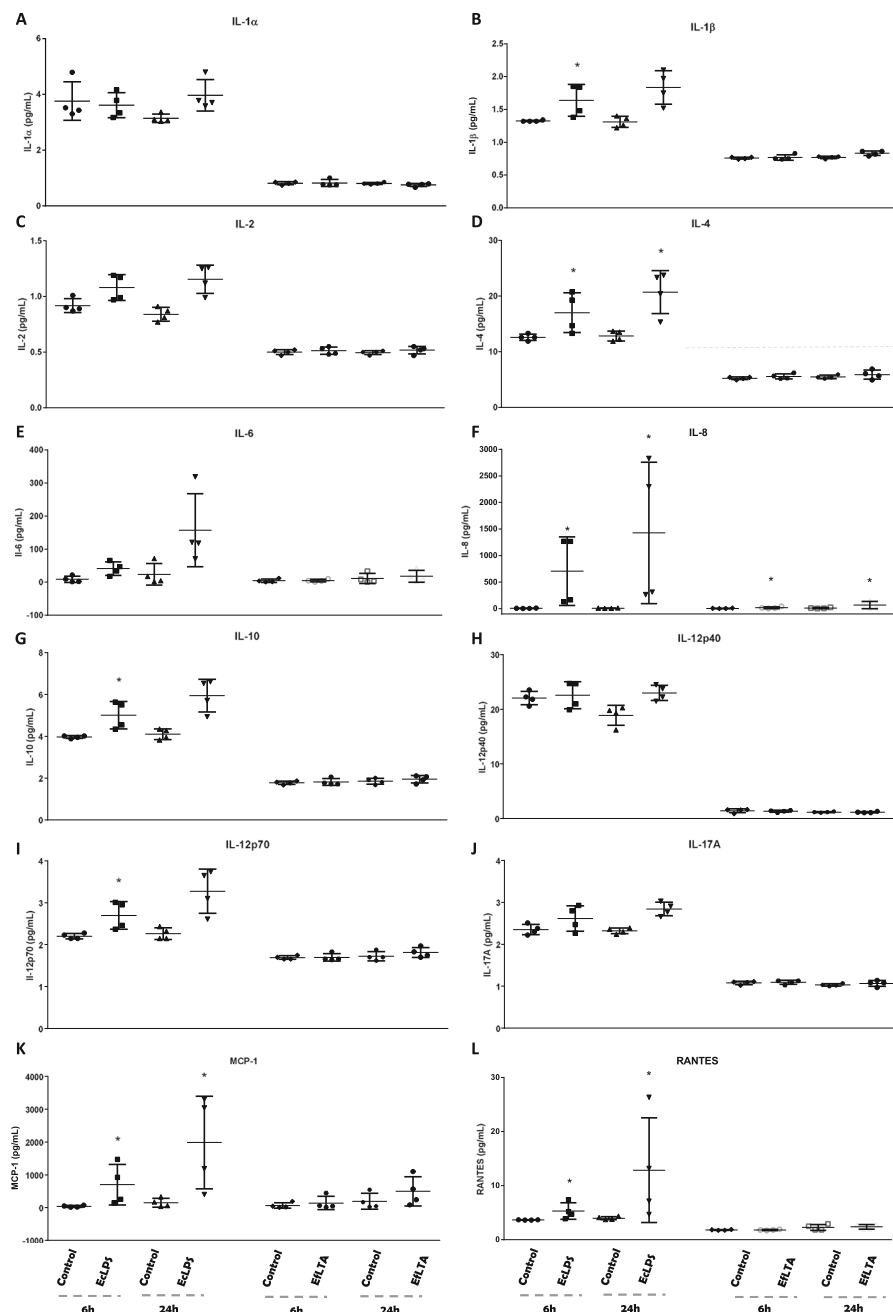 A
IL-1α
IL-1α (pg/mL)
6
4
2
0
B
IL-1β
IL-1β (pg/mL)
*
2.5
2.0
1.5
1.0
0.5
0.0
C
IL-2
IL-2 (pg/mL)
1.5
1.0
0.5
0.0
D
IL-4
IL-4 (pg/mL)
* *
30
20
10
0
E
IL-6
Il-6 (pg/mL)
400
300
200
100
0
-100
F
IL-8
IL-8 (pg/mL)
* * * *
3000
2500
2000
1500
1000
500
0
G
IL-10
IL-10 (pg/mL)
*
8
6
4
2
0
H
IL-12p40
IL-12p40 (pg/mL)
30
20
10
0
I
IL-12p70
Il-12p70 (pg/mL)
*
4
3
2
1
0
J
IL-17A
IL-17A (pg/mL)
4
3
2
1
0
K
MCP-1
MCP-1 (pg/mL)
* *
4000
3000
2000
1000
0
-1000
L
RANTES
RANTES (pg/mL)
* *
30
20
10
0
Control EcLPS Control EcLPS Control EfLTA Control EfLTA
6h 24h 6h 24h
Control EcLPS Control EcLPS Control EfLTA Control EfLTA
6h 24h 6h 24h